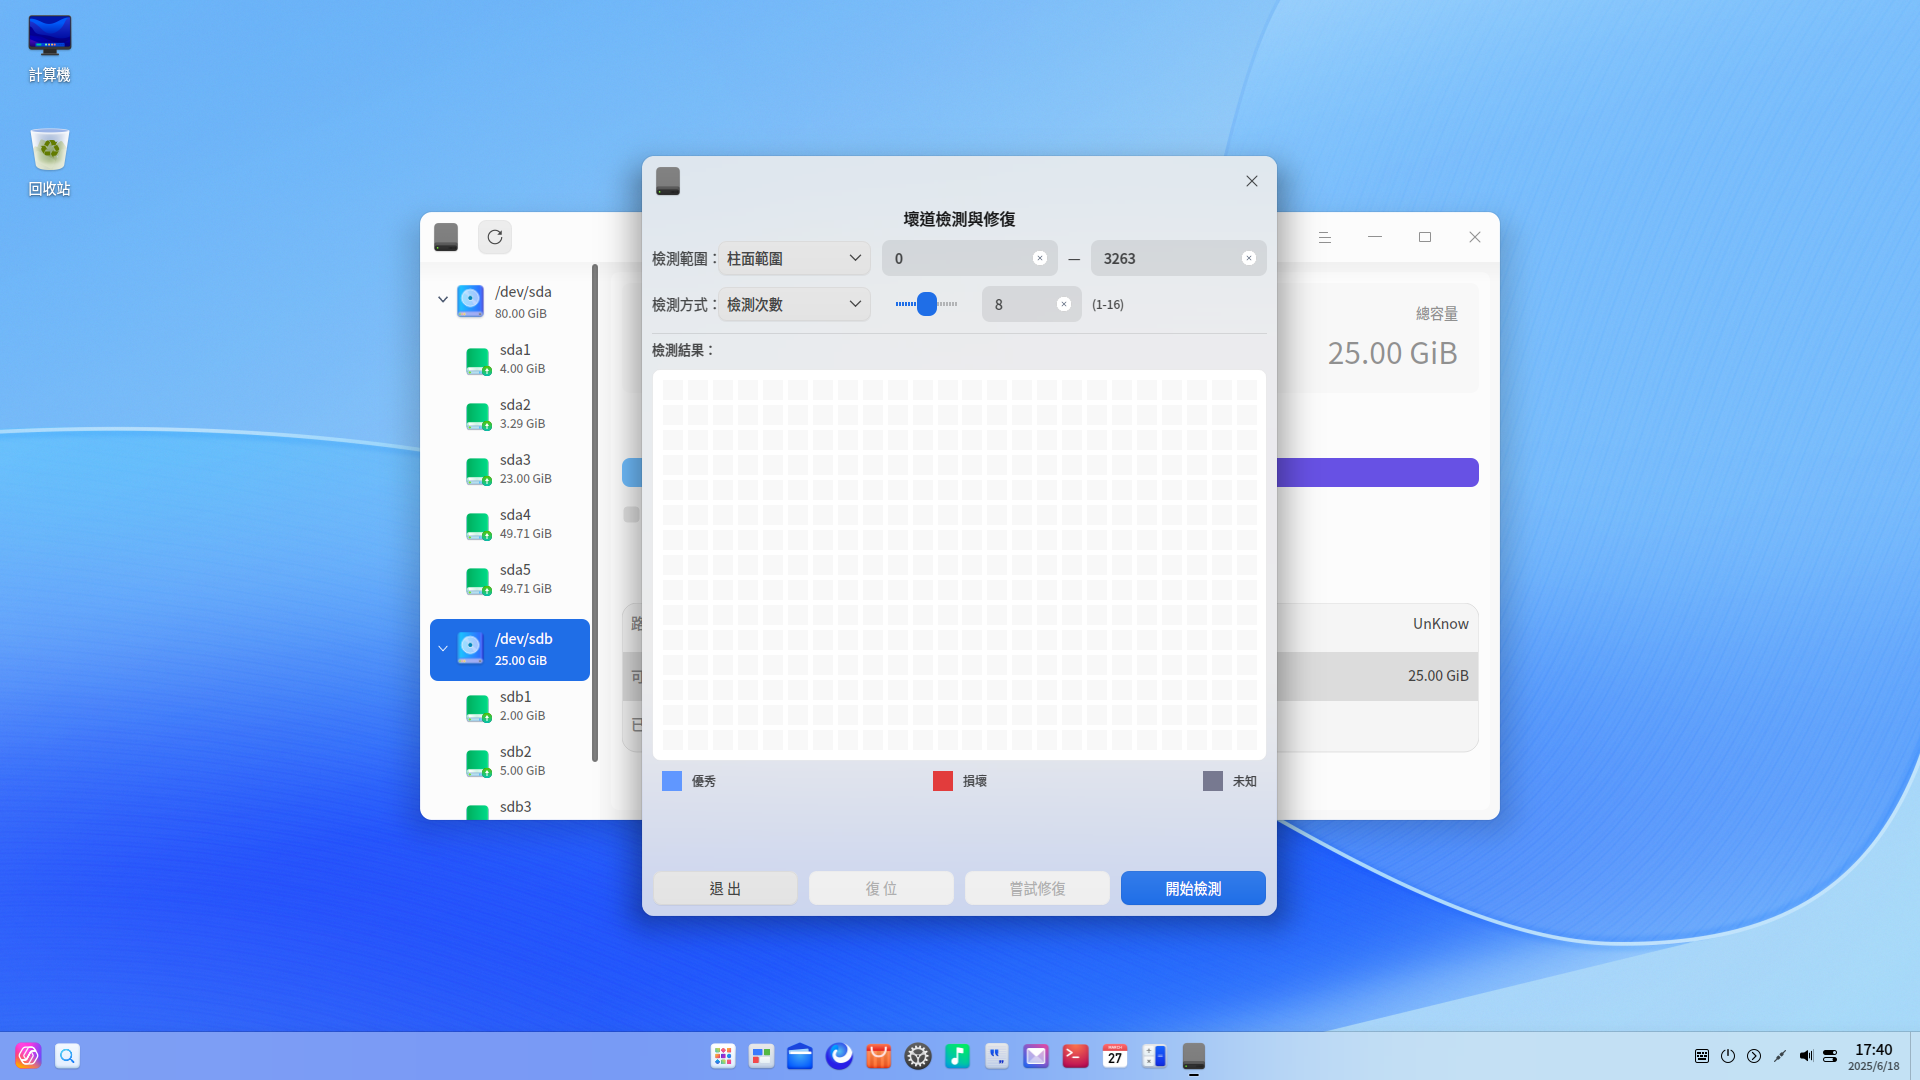 計算機
回收站
/dev/sda
80.00 GiB
sda1
4.00 GiB
sda2
3.29 GiB
sda3
23.00 GiB
sda4
49.71 GiB
sda5
49.71 GiB
/dev/sdb
25.00 GiB
sdb1
2.00 GiB
sdb2
5.00 GiB
sdb3
總容量
25.00 GiB
路
UnKnow
可
25.00 GiB
已
壞道檢測與修復
檢測範圍： 柱面範圍 0 — 3263
檢測方式： 檢測次數 8 (1-16)
檢測結果：
優秀 損壞 未知
退出 復位 嘗試修復 開始檢測
MARCH
27
17:40
2025/6/18